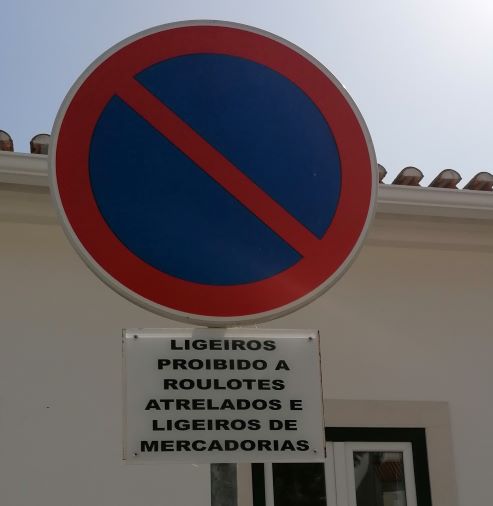 LIGEIROS
PROIBIDO A
ROULOTES
ATRELADOS E
LIGEIROS DE
MERCADORIAS